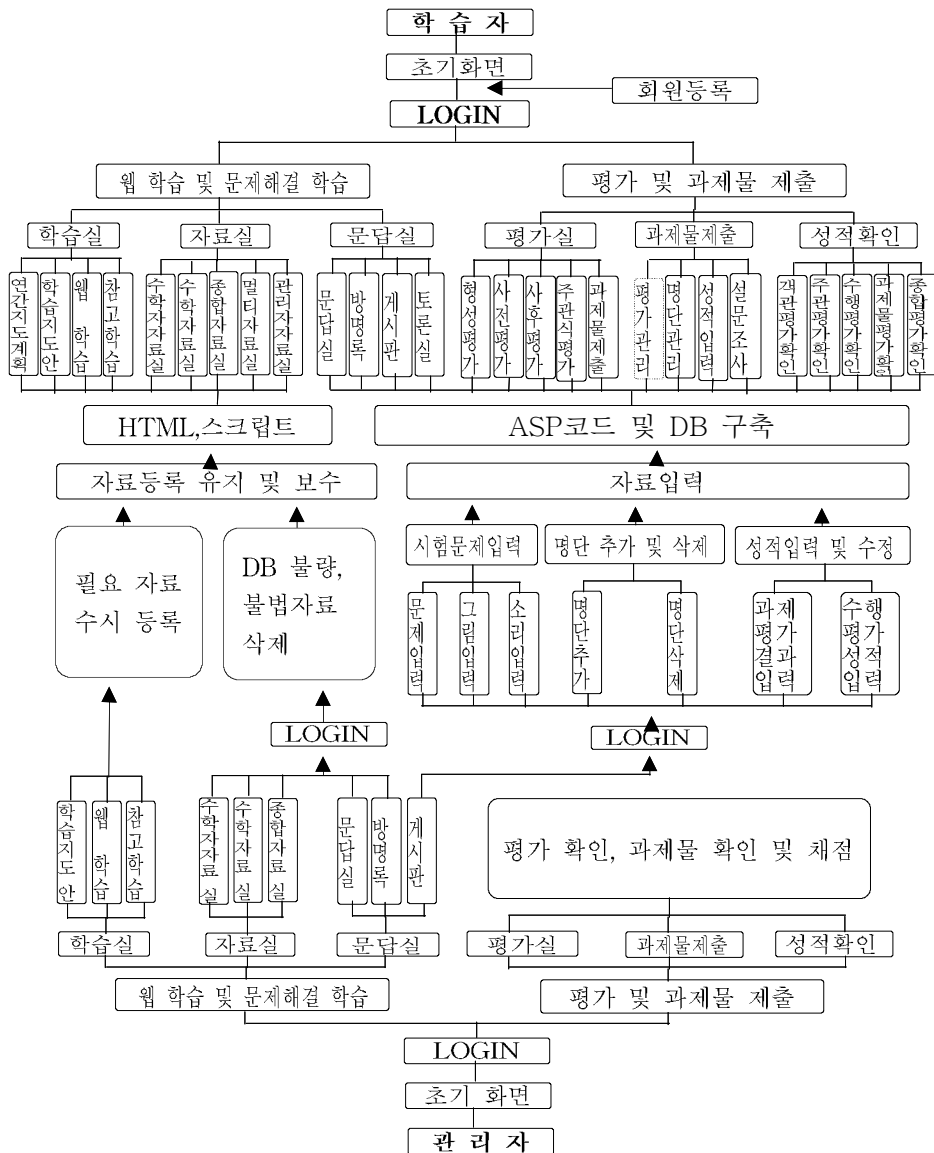 학 습 자
초기화면
회원등록
LOGIN
웹 학습 및 문제해결 학습
평가 및 과제물 제출
학습실
자료실
문답실
평가실
과제물제출
성적확인
연간지도계획
학습지도안
웹 학습
참고학습
수학자자료실
수학자료실
종합자료실
멀티자료실
관리자자료실
문답실
방명록
게시판
토론실
형성평가
사전평가
사후평가
주관식평가
과제물제출
평가관리
명단관리
성적입력
설문조사
객관평가확인
주관평가확인
수행평가확인
과제물평가확
종합평가확인
HTML,스크립트
ASP코드 및 DB 구축
자료등록 유지 및 보수
자료입력
필요 자료
수시 등록
DB 불량,
불법자료
삭제
시험문제입력
명단 추가 및 삭제
성적입력 및 수정
문제입력
그림입력
소리입력
명단추가
명단삭제
과제
평가
결과
입력
수행
평가
성적
입력
LOGIN
LOGIN
학습지도안
웹 학습
참고학습
수학자자료실
수학자료실
종합자료실
문답실
방명록
게시판
평가 확인, 과제물 확인 및 채점
학습실
자료실
문답실
평가실
과제물제출
성적확인
웹 학습 및 문제해결 학습
평가 및 과제물 제출
LOGIN
초기 화면
관 리 자